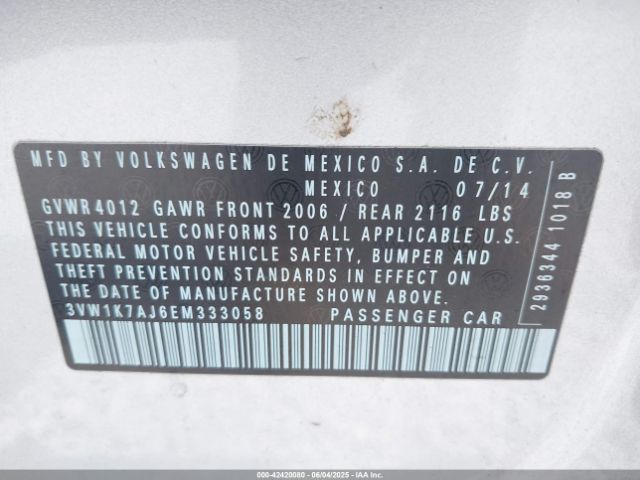 MFD BY VOLKSWAGEN DE MEXICO S.A. DE C.V.
MEXICO 07/14
GVWR 4012 GAWR FRONT 2006 / REAR 2116 LBS
THIS VEHICLE CONFORMS TO ALL APPLICABLE U.S.
FEDERAL MOTOR VEHICLE SAFETY, BUMPER AND
THEFT PREVENTION STANDARDS IN EFFECT ON
THE DATE OF MANUFACTURE SHOWN ABOVE.
3VW1K7AJ6EM333058 PASSENGER CAR
2936344 1018 B
000-42420080 - 06/04/2025 - IAA Inc.